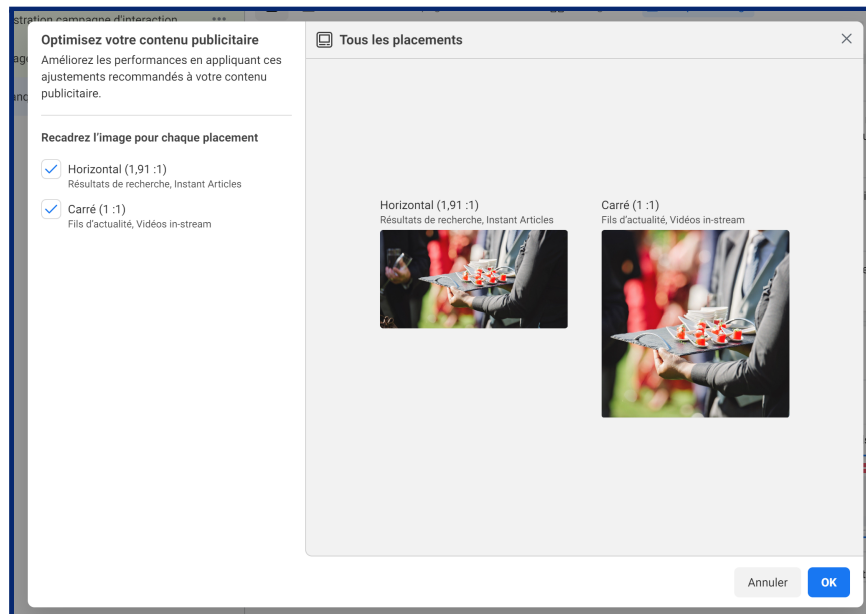 stration campagne d'interaction
Optimisez votre contenu publicitaire
Améliorez les performances en appliquant ces
ajustements recommandés à votre contenu
publicitaire.
Recadrez l'image pour chaque placement
Horizontal (1,91 :1)
Résultats de recherche, Instant Articles
Carré (1 :1)
Fils d'actualité, Vidéos in-stream
Tous les placements
Horizontal (1,91 :1)
Résultats de recherche, Instant Articles
Carré (1 :1)
Fils d'actualité, Vidéos in-stream
Annuler
OK